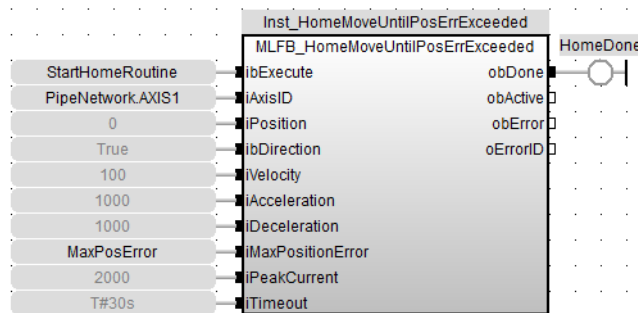 Inst_HomeMoveUntilPosErrExceeded
MLFB_HomeMoveUntilPosErrExceeded HomeDone
StartHomeRoutine ibExecute obDone
PipeNetwork.AXIS1 iAxisID obActive
0 iPosition obError
True ibDirection oErrorID
100 iVelocity
1000 iAcceleration
1000 iDeceleration
MaxPosError iMaxPositionError
2000 iPeakCurrent
T#30s iTimeout